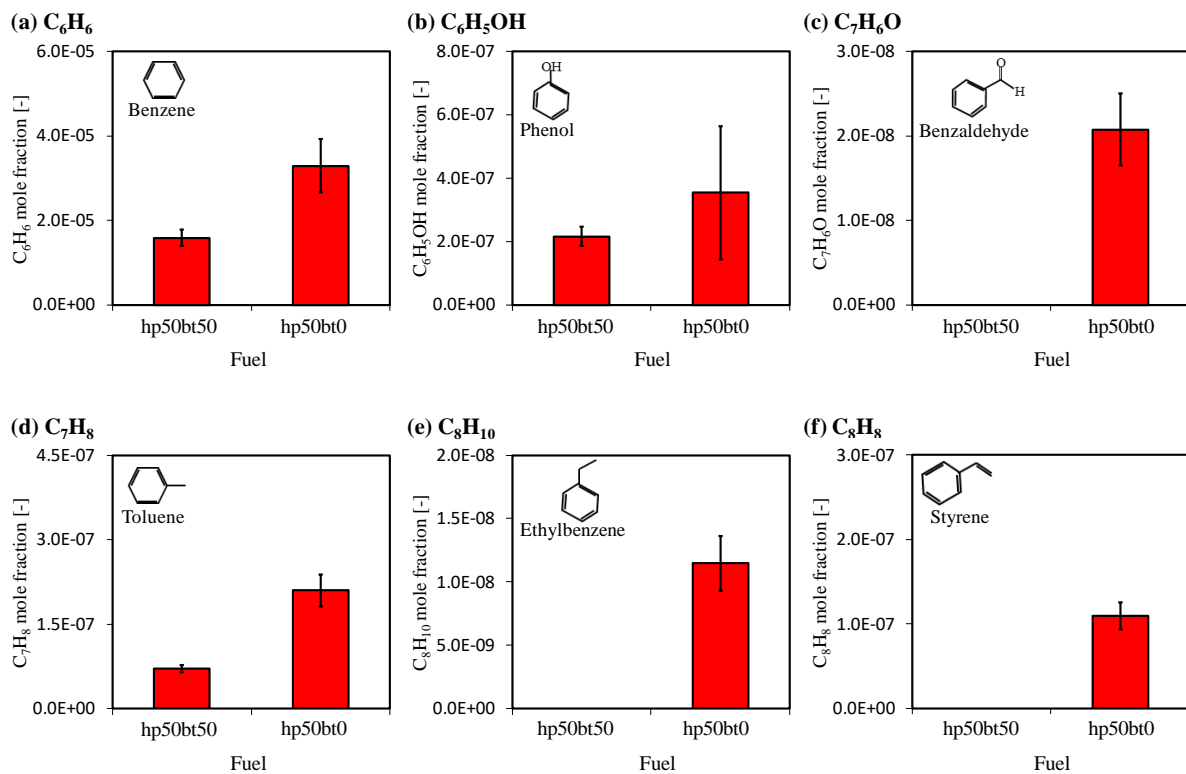 (a) C₆H₆
C₆H₆ mole fraction [-]
6.0E-05
4.0E-05
2.0E-05
0.0E+00
Benzene
hp50bt50 hp50bt0
Fuel
(b) C₆H₅OH
C₆H₅OH mole fraction [-]
8.0E-07
6.0E-07
4.0E-07
2.0E-07
0.0E+00
OH
Phenol
hp50bt50 hp50bt0
Fuel
(c) C₇H₆O
C₇H₆O mole fraction [-]
3.0E-08
2.0E-08
1.0E-08
0.0E+00
O
H
Benzaldehyde
hp50bt50 hp50bt0
Fuel
(d) C₇H₈
C₇H₈ mole fraction [-]
4.5E-07
3.0E-07
1.5E-07
0.0E+00
Toluene
hp50bt50 hp50bt0
Fuel
(e) C₈H₁₀
C₈H₁₀ mole fraction [-]
2.0E-08
1.5E-08
1.0E-08
5.0E-09
0.0E+00
Ethylbenzene
hp50bt50 hp50bt0
Fuel
(f) C₈H₈
C₈H₈ mole fraction [-]
3.0E-07
2.0E-07
1.0E-07
0.0E+00
Styrene
hp50bt50 hp50bt0
Fuel